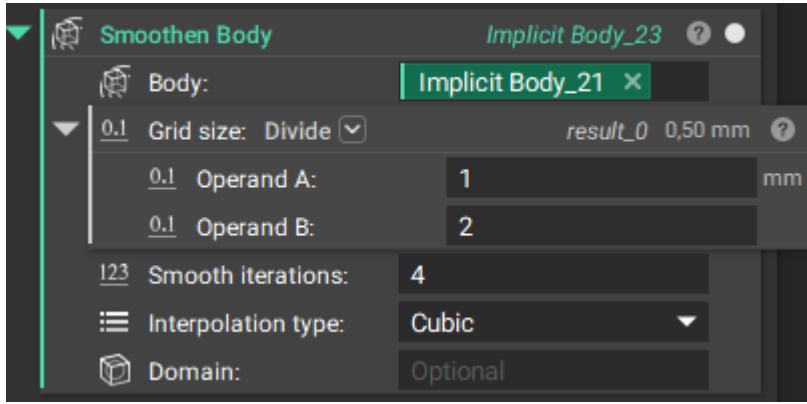 Smoothen Body Implicit Body_23 ?
Body: Implicit Body_21 ×
0.1 Grid size: Divide result_0 0,50 mm ?
0.1 Operand A: 1 mm
0.1 Operand B: 2
123 Smooth iterations: 4
Interpolation type: Cubic
Domain: Optional